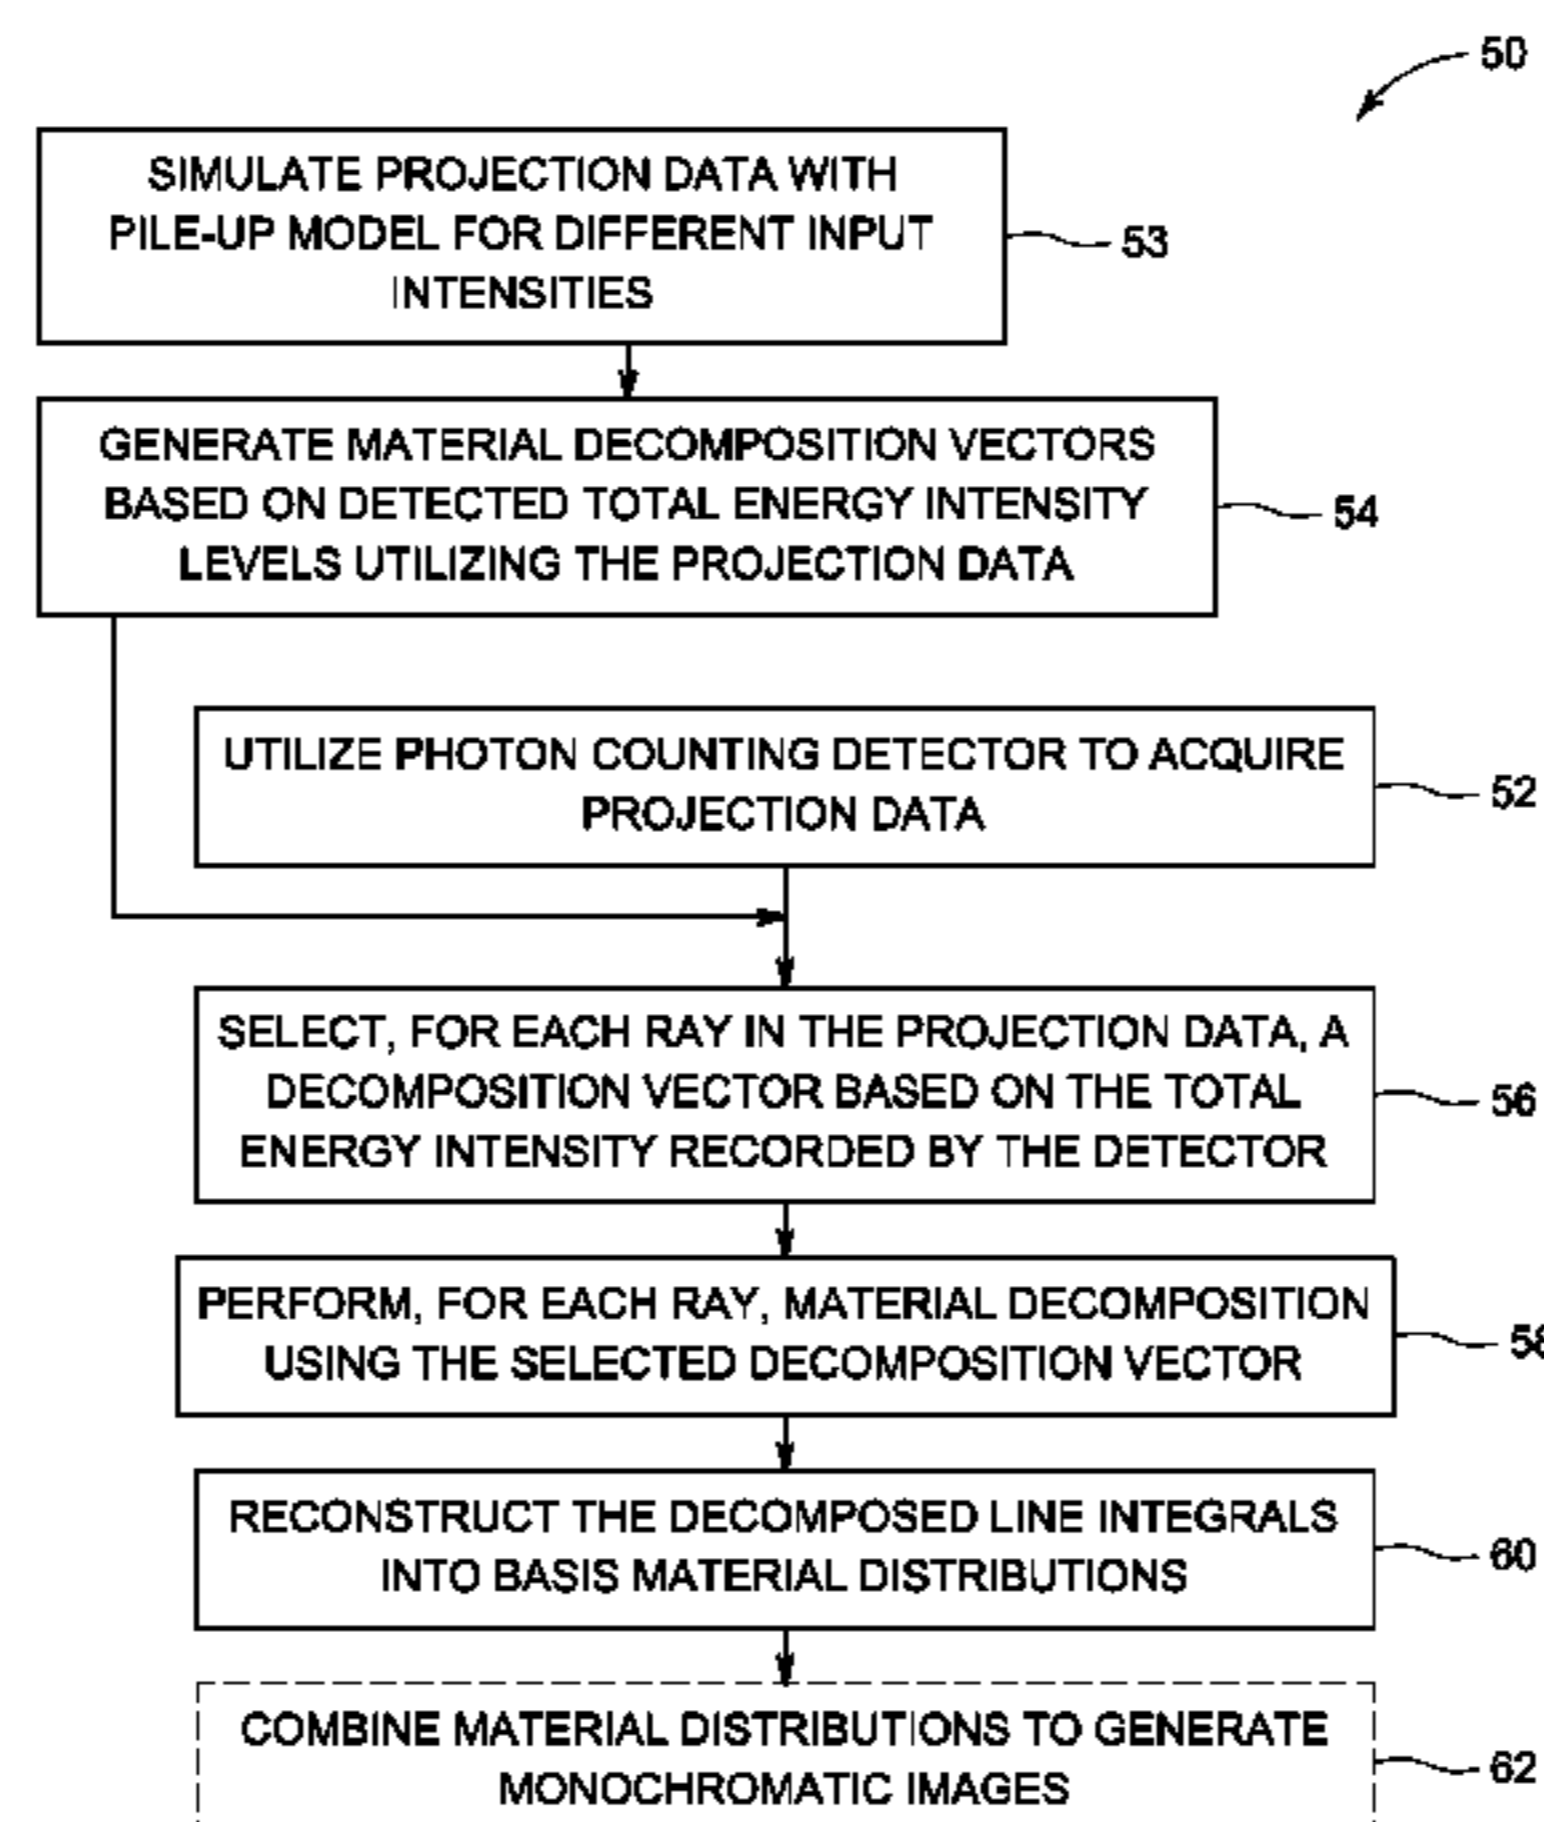 50
SIMULATE PROJECTION DATA WITH
PILE-UP MODEL FOR DIFFERENT INPUT
INTENSITIES
53
GENERATE MATERIAL DECOMPOSITION VECTORS
BASED ON DETECTED TOTAL ENERGY INTENSITY
LEVELS UTILIZING THE PROJECTION DATA
54
UTILIZE PHOTON COUNTING DETECTOR TO ACQUIRE
PROJECTION DATA
52
SELECT, FOR EACH RAY IN THE PROJECTION DATA, A
DECOMPOSITION VECTOR BASED ON THE TOTAL
ENERGY INTENSITY RECORDED BY THE DETECTOR
56
PERFORM, FOR EACH RAY, MATERIAL DECOMPOSITION
USING THE SELECTED DECOMPOSITION VECTOR
58
RECONSTRUCT THE DECOMPOSED LINE INTEGRALS
INTO BASIS MATERIAL DISTRIBUTIONS
60
COMBINE MATERIAL DISTRIBUTIONS TO GENERATE
MONOCHROMATIC IMAGES
62